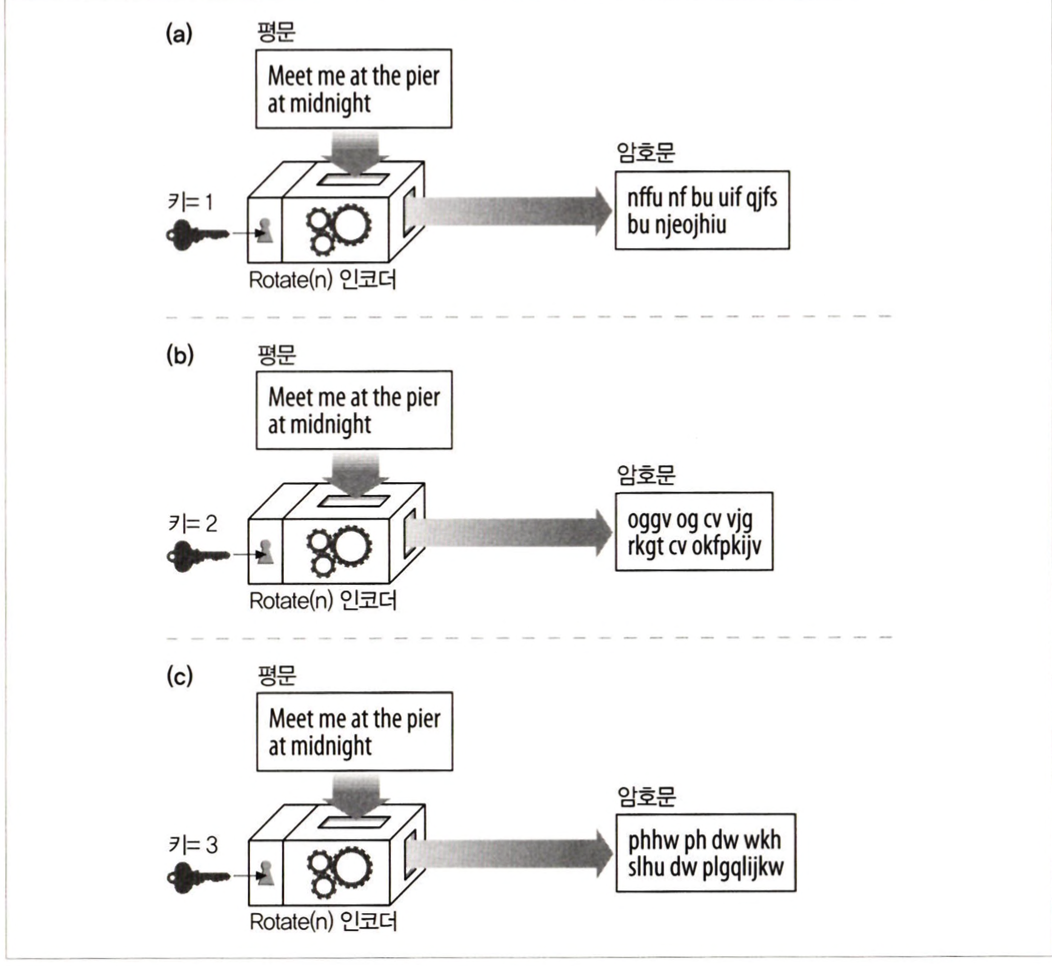 (a)
평문
Meet me at the pier
at midnight
키= 1
Rotate(n) 인코더
암호문
nffu nf bu uif qjfs
bu njeojhiu
(b)
평문
Meet me at the pier
at midnight
키= 2
Rotate(n) 인코더
암호문
oggv og cv vjg
rkgt cv okfpkijv
(c)
평문
Meet me at the pier
at midnight
키= 3
Rotate(n) 인코더
암호문
phhw ph dw wkh
slhu dw plgqlijkw